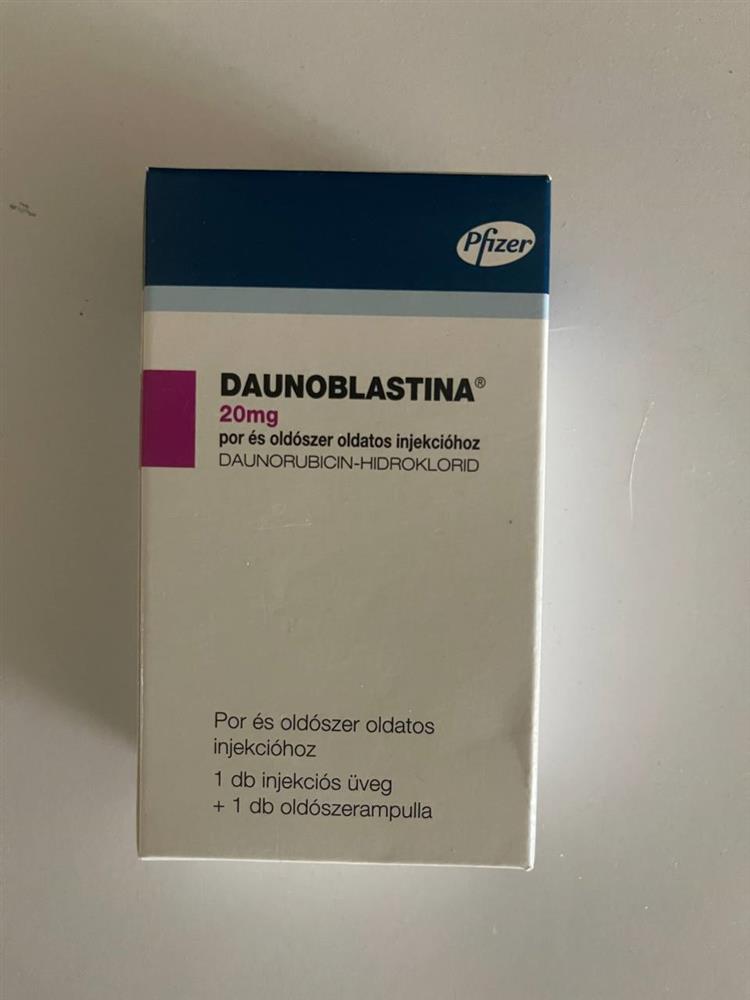 Pfizer
DAUNOBLASTINA®
20mg
por és oldószer oldatos injekcióhoz
DAUNORUBICIN-HIDROKLORID
Por és oldószer oldatos
injekcióhoz
1 db injekciós üveg
+ 1 db oldószerampulla